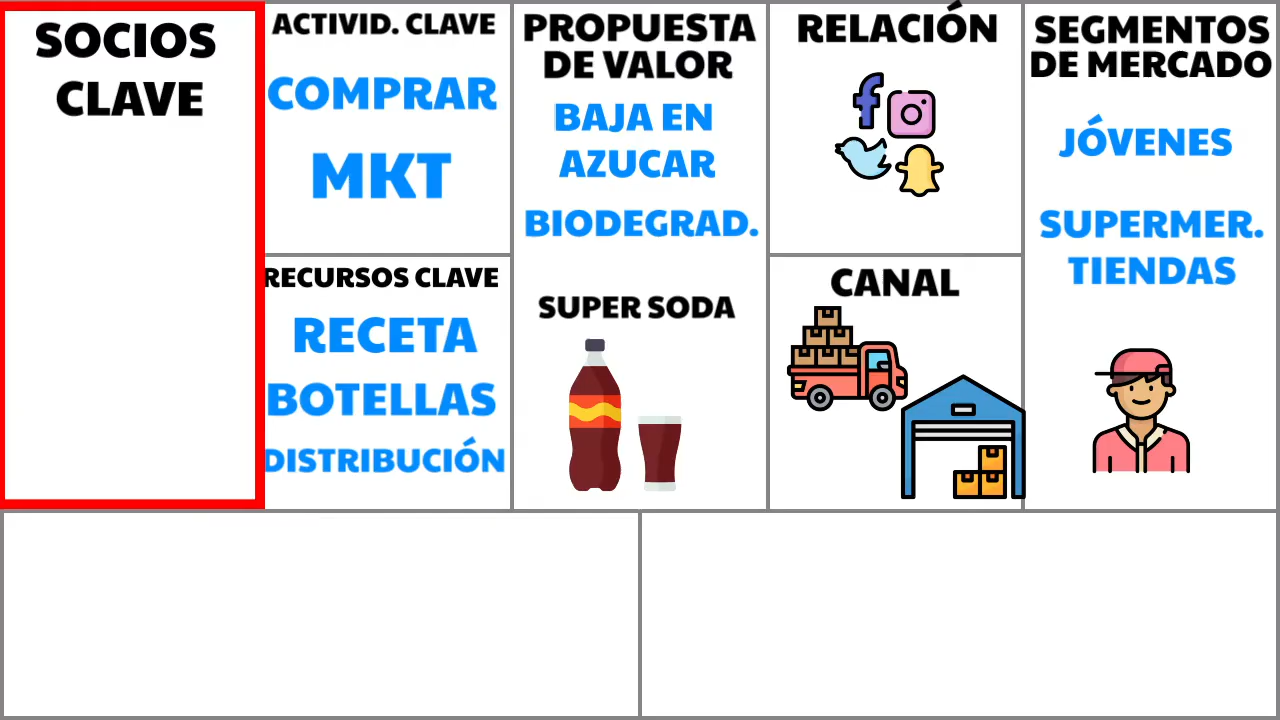 SOCIOS
CLAVE
ACTIVID. CLAVE
COMPRAR
MKT
RECURSOS CLAVE
RECETA
BOTELLAS
DISTRIBUCIÓN
PROPUESTA
DE VALOR
BAJA EN
AZUCAR
BIODEGRAD.
SUPER SODA
RELACIÓN
CANAL
SEGMENTOS
DE MERCADO
JÓVENES
SUPERMER.
TIENDAS